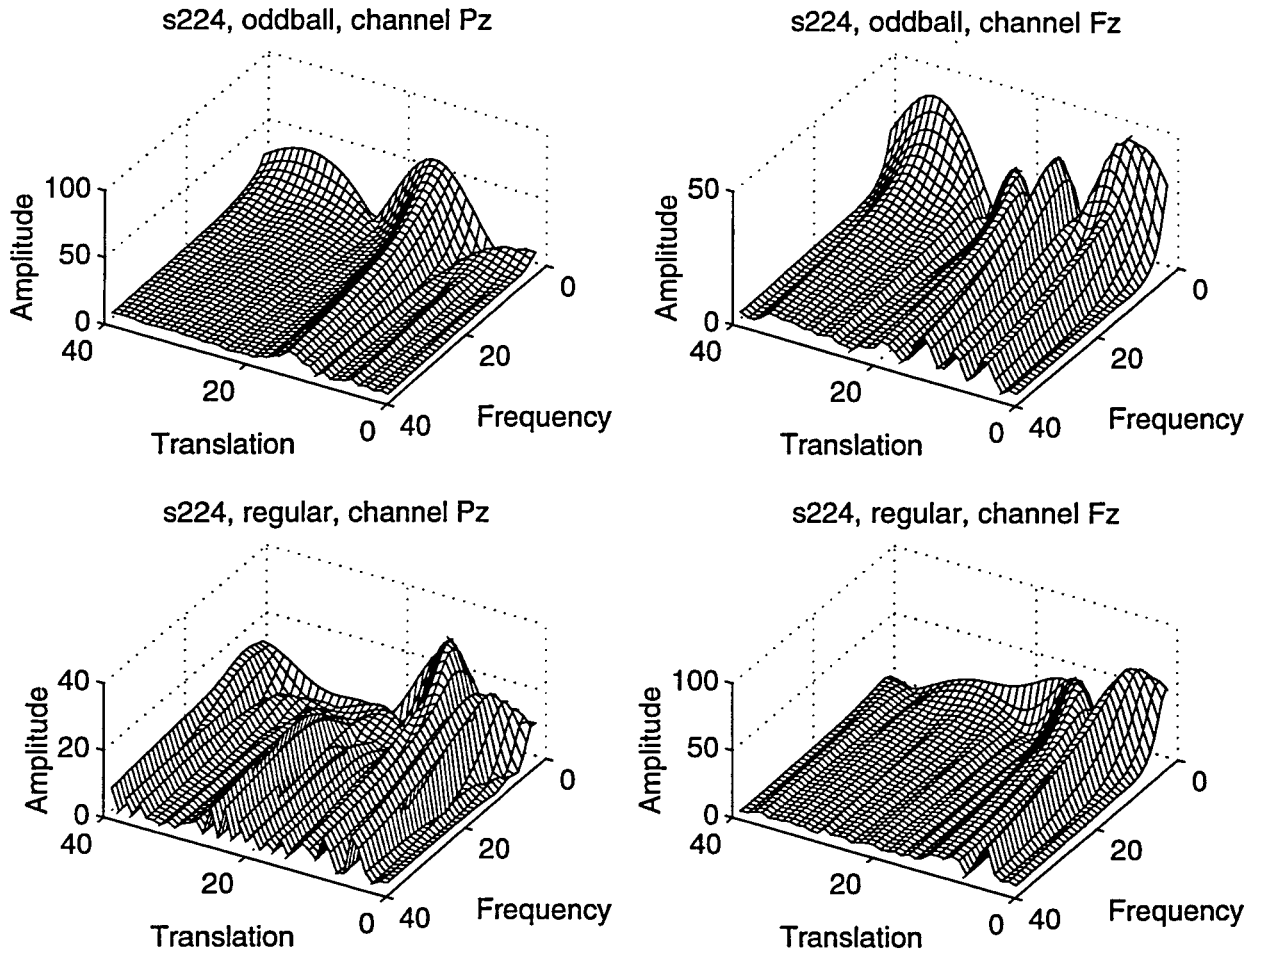 s224, oddball, channel Pz
100
50
0
Amplitude
40
20
0
Translation
0
20
40
Frequency
s224, oddball, channel Fz
50
0
Amplitude
40
20
0
Translation
0
20
40
Frequency
s224, regular, channel Pz
40
20
0
Amplitude
40
20
0
Translation
0
20
40
Frequency
s224, regular, channel Fz
100
50
0
Amplitude
40
20
0
Translation
0
20
40
Frequency